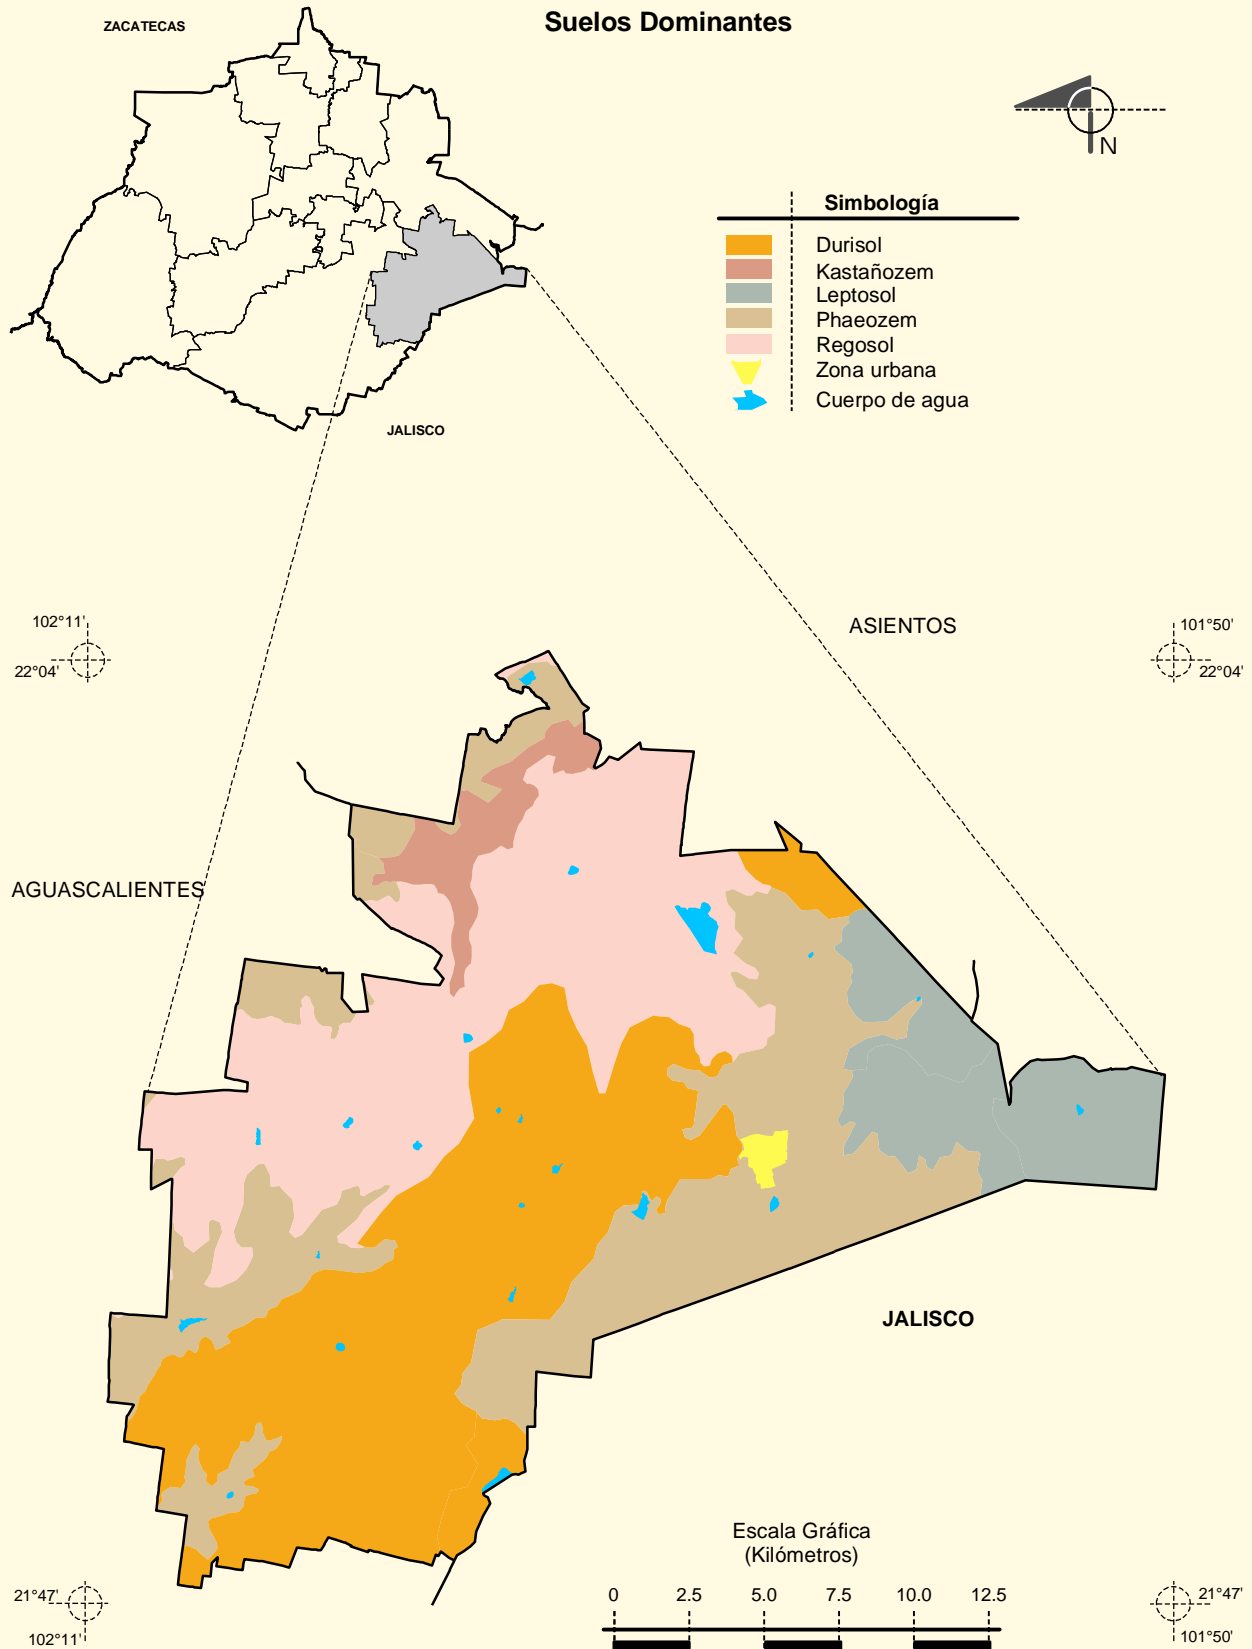 Suelos Dominantes
ZACATECAS
N
Simbología
Durisol
Kastañozem
Leptosol
Phaeozem
Regosol
Zona urbana
Cuerpo de agua
JALISCO
102°11'
22°04'
ASIENTOS
101°50'
22°04'
AGUASCALIENTES
JALISCO
Escala Gráfica
(Kilómetros)
0 2.5 5.0 7.5 10.0 12.5
21°47'
102°11'
21°47'
101°50'